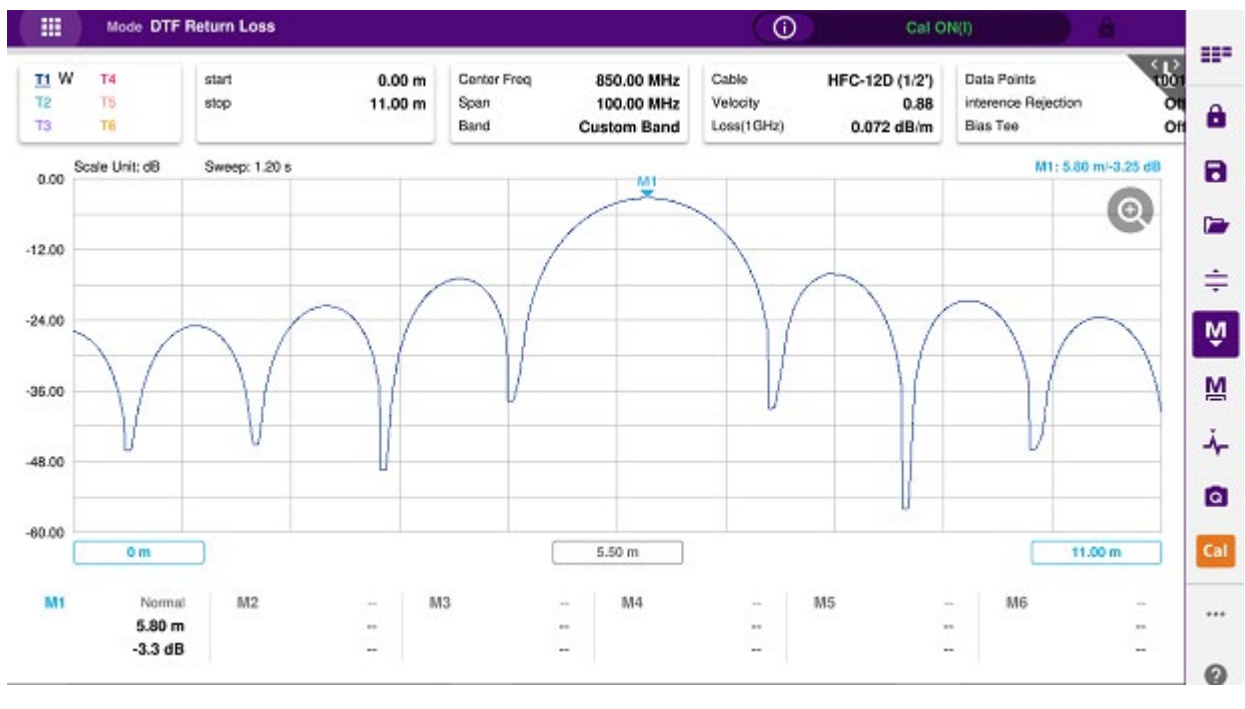 Mode DTF Return Loss Cal ON(I)
T1 W T4 start 0.00 m Center Freq 850.00 MHz Cable HFC-12D (1/2') Data Points 1001
T2 T5 stop 11.00 m Span 100.00 MHz Velocity 0.88 interence Rejection Off
T3 T6 Band Custom Band Loss(1GHz) 0.072 dB/m Bias Tee Off
Scale Unit: dB Sweep: 1.20 s M1: 5.80 m/-3.25 dB
0.00
M1
-12.00
-24.00
-36.00
-48.00
-60.00
0 m 5.50 m 11.00 m
M1 Normal M2 -- M3 -- M4 -- M5 -- M6 --
5.80 m -- -- -- -- --
-3.3 dB -- -- -- -- --
M
M
Cal